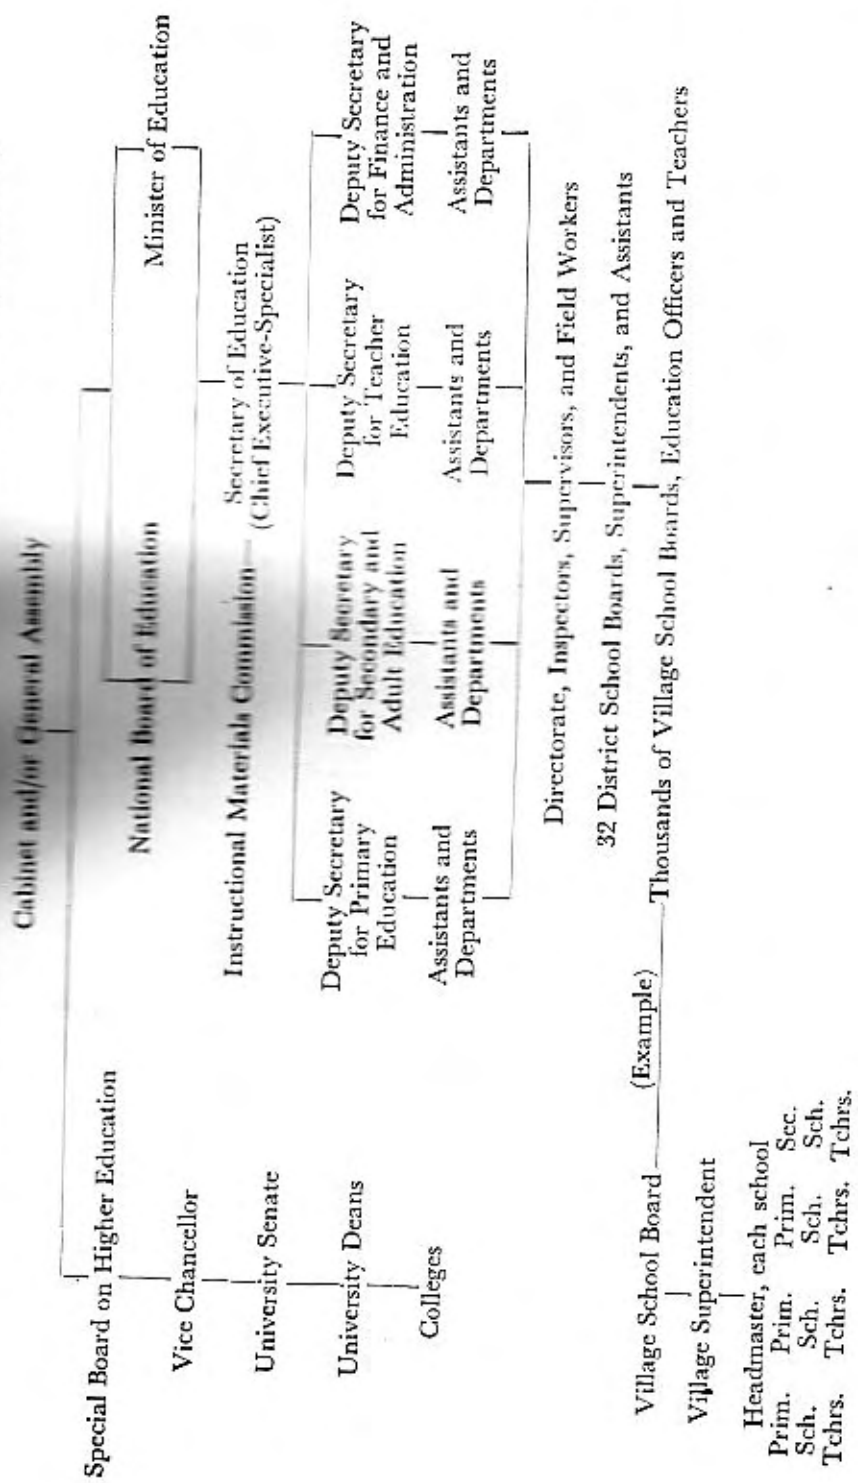 Cabinet and/or General Assembly
Special Board on Higher Education
National Board of Education
Minister of Education
Vice Chancellor
Instructional Materials Commission
Secretary of Education
(Chief Executive-Specialist)
University Senate
Deputy Secretary
for Primary
Education
Deputy Secretary
for Secondary and
Adult Education
Deputy Secretary
for Teacher
Education
Deputy Secretary
for Finance and
Administration
University Deans
Assistants and
Departments
Assistants and
Departments
Assistants and
Departments
Assistants and
Departments
Colleges
Directorate, Inspectors, Supervisors, and Field Workers
32 District School Boards, Superintendents, and Assistants
Village School Board (Example) Thousands of Village School Boards, Education Officers and Teachers
Village Superintendent
Headmaster, each school
Prim. Prim. Prim. Sec.
Sch. Sch. Sch. Sch.
Tchrs. Tchrs. Tchrs. Tchrs.